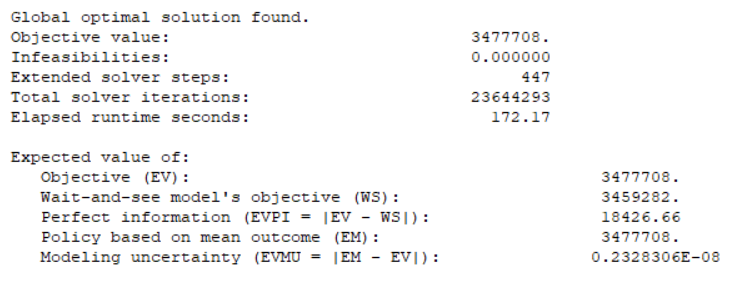 Global optimal solution found.
Objective value: 3477708.
Infeasibilities: 0.000000
Extended solver steps: 447
Total solver iterations: 23644293
Elapsed runtime seconds: 172.17
Expected value of:
Objective (EV): 3477708.
Wait-and-see model's objective (WS): 3459282.
Perfect information (EVPI = |EV - WS|): 18426.66
Policy based on mean outcome (EM): 3477708.
Modeling uncertainty (EVMU = |EM - EV|): 0.2328306E-08